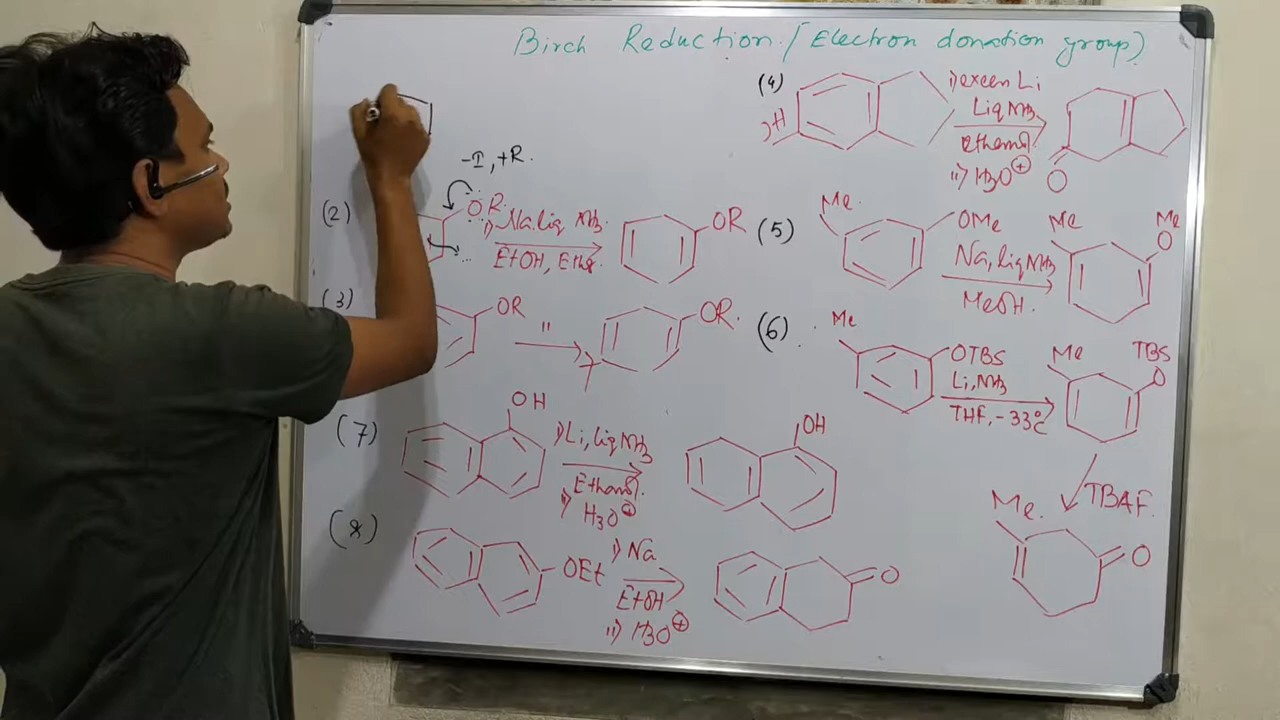 Birch Reduction / (Electron donation group)
-I, +R.
(2)
OR
i) Na. liq NH3.
EtOH, Ether.
OR
(3)
OR
"
OR.
(4)
i) exeen Li
Liq NH3
ethanol
ii) H3O⊕
O
(5)
Me.
OMe
Na, liq NH3
MeOH.
Me
Me
O
(6).
Me
OTBS
Li, NH3
THF, -33°C
Me
TBS
O
TBAF.
Me.
O
(7)
OH
i) Li, liq NH3
Ethanol.
ii) H3O⊕
OH
(8)
OEt
i) Na
EtOH
ii) H3O⊕
O